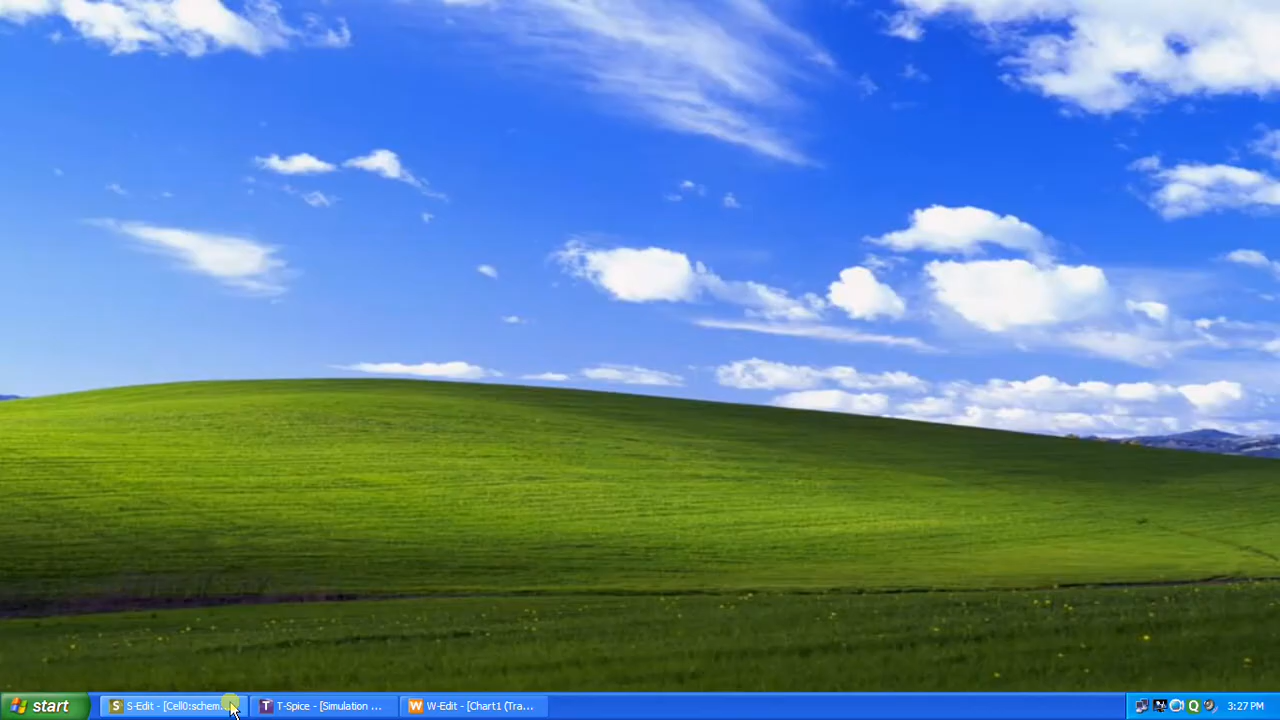 start
S-Edit - [Cell0:schem...
T-Spice - [Simulation ...
W-Edit - [Chart1 (Tra...
3:27 PM